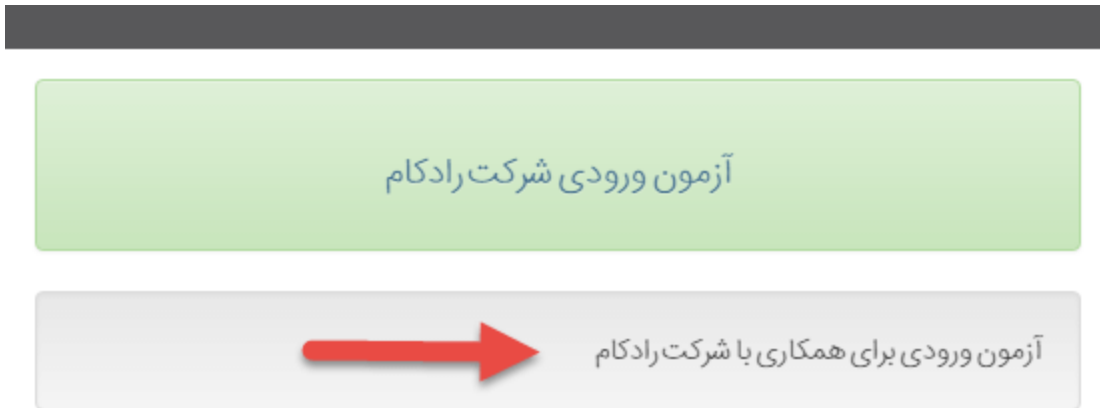 آزمون ورودی شرکت رادکام
آزمون ورودی برای همکاری با شرکت رادکام